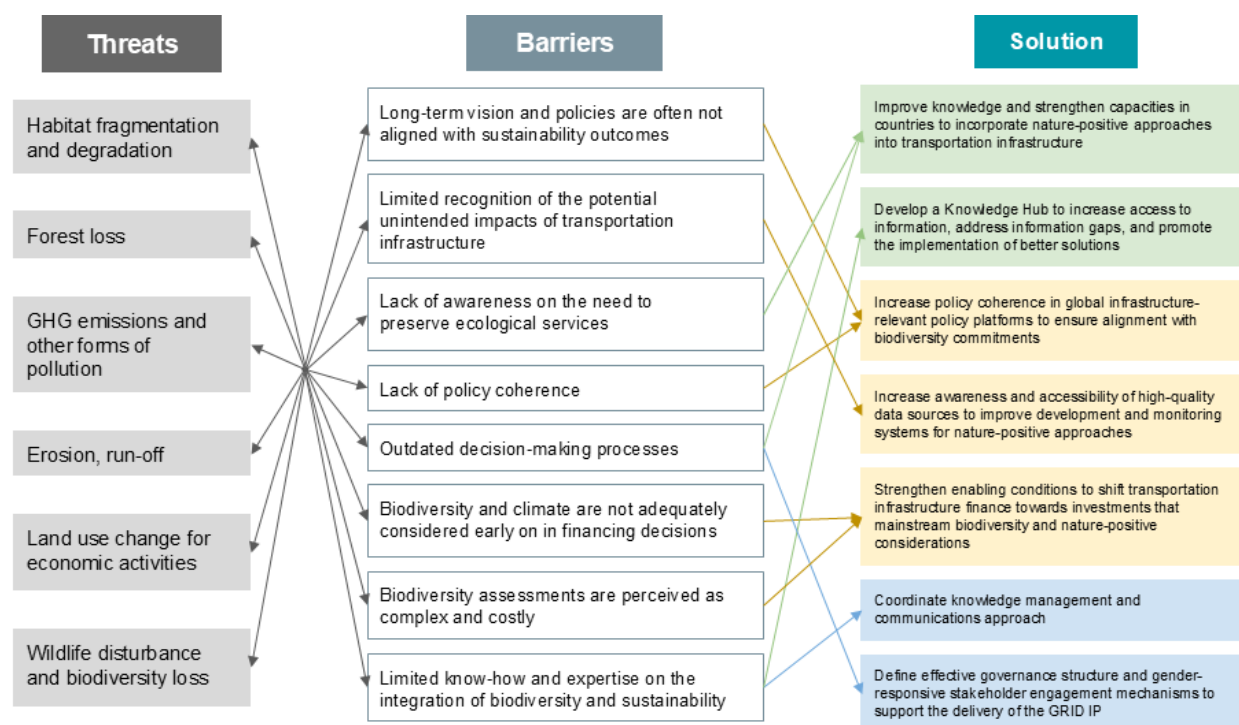 Threats
Habitat fragmentation
and degradation
Forest loss
GHG emissions and
other forms of
pollution
Erosion, run-off
Land use change for
economic activities
Wildlife disturbance
and biodiversity loss
Barriers
Long-term vision and policies are often not
aligned with sustainability outcomes
Limited recognition of the potential
unintended impacts of transportation
infrastructure
Lack of awareness on the need to
preserve ecological services
Lack of policy coherence
Outdated decision-making processes
Biodiversity and climate are not adequately
considered early on in financing decisions
Biodiversity assessments are perceived as
complex and costly
Limited know-how and expertise on the
integration of biodiversity and sustainability
Solution
Improve knowledge and strengthen capacities in
countries to incorporate nature-positive approaches
into transportation infrastructure
Develop a Knowledge Hub to increase access to
information, address information gaps, and promote
the implementation of better solutions
Increase policy coherence in global infrastructure-
relevant policy platforms to ensure alignment with
biodiversity commitments
Increase awareness and accessibility of high-quality
data sources to improve development and monitoring
systems for nature-positive approaches
Strengthen enabling conditions to shift transportation
infrastructure finance towards investments that
mainstream biodiversity and nature-positive
considerations
Coordinate knowledge management and
communications approach
Define effective governance structure and gender-
responsive stakeholder engagement mechanisms to
support the delivery of the GRID IP